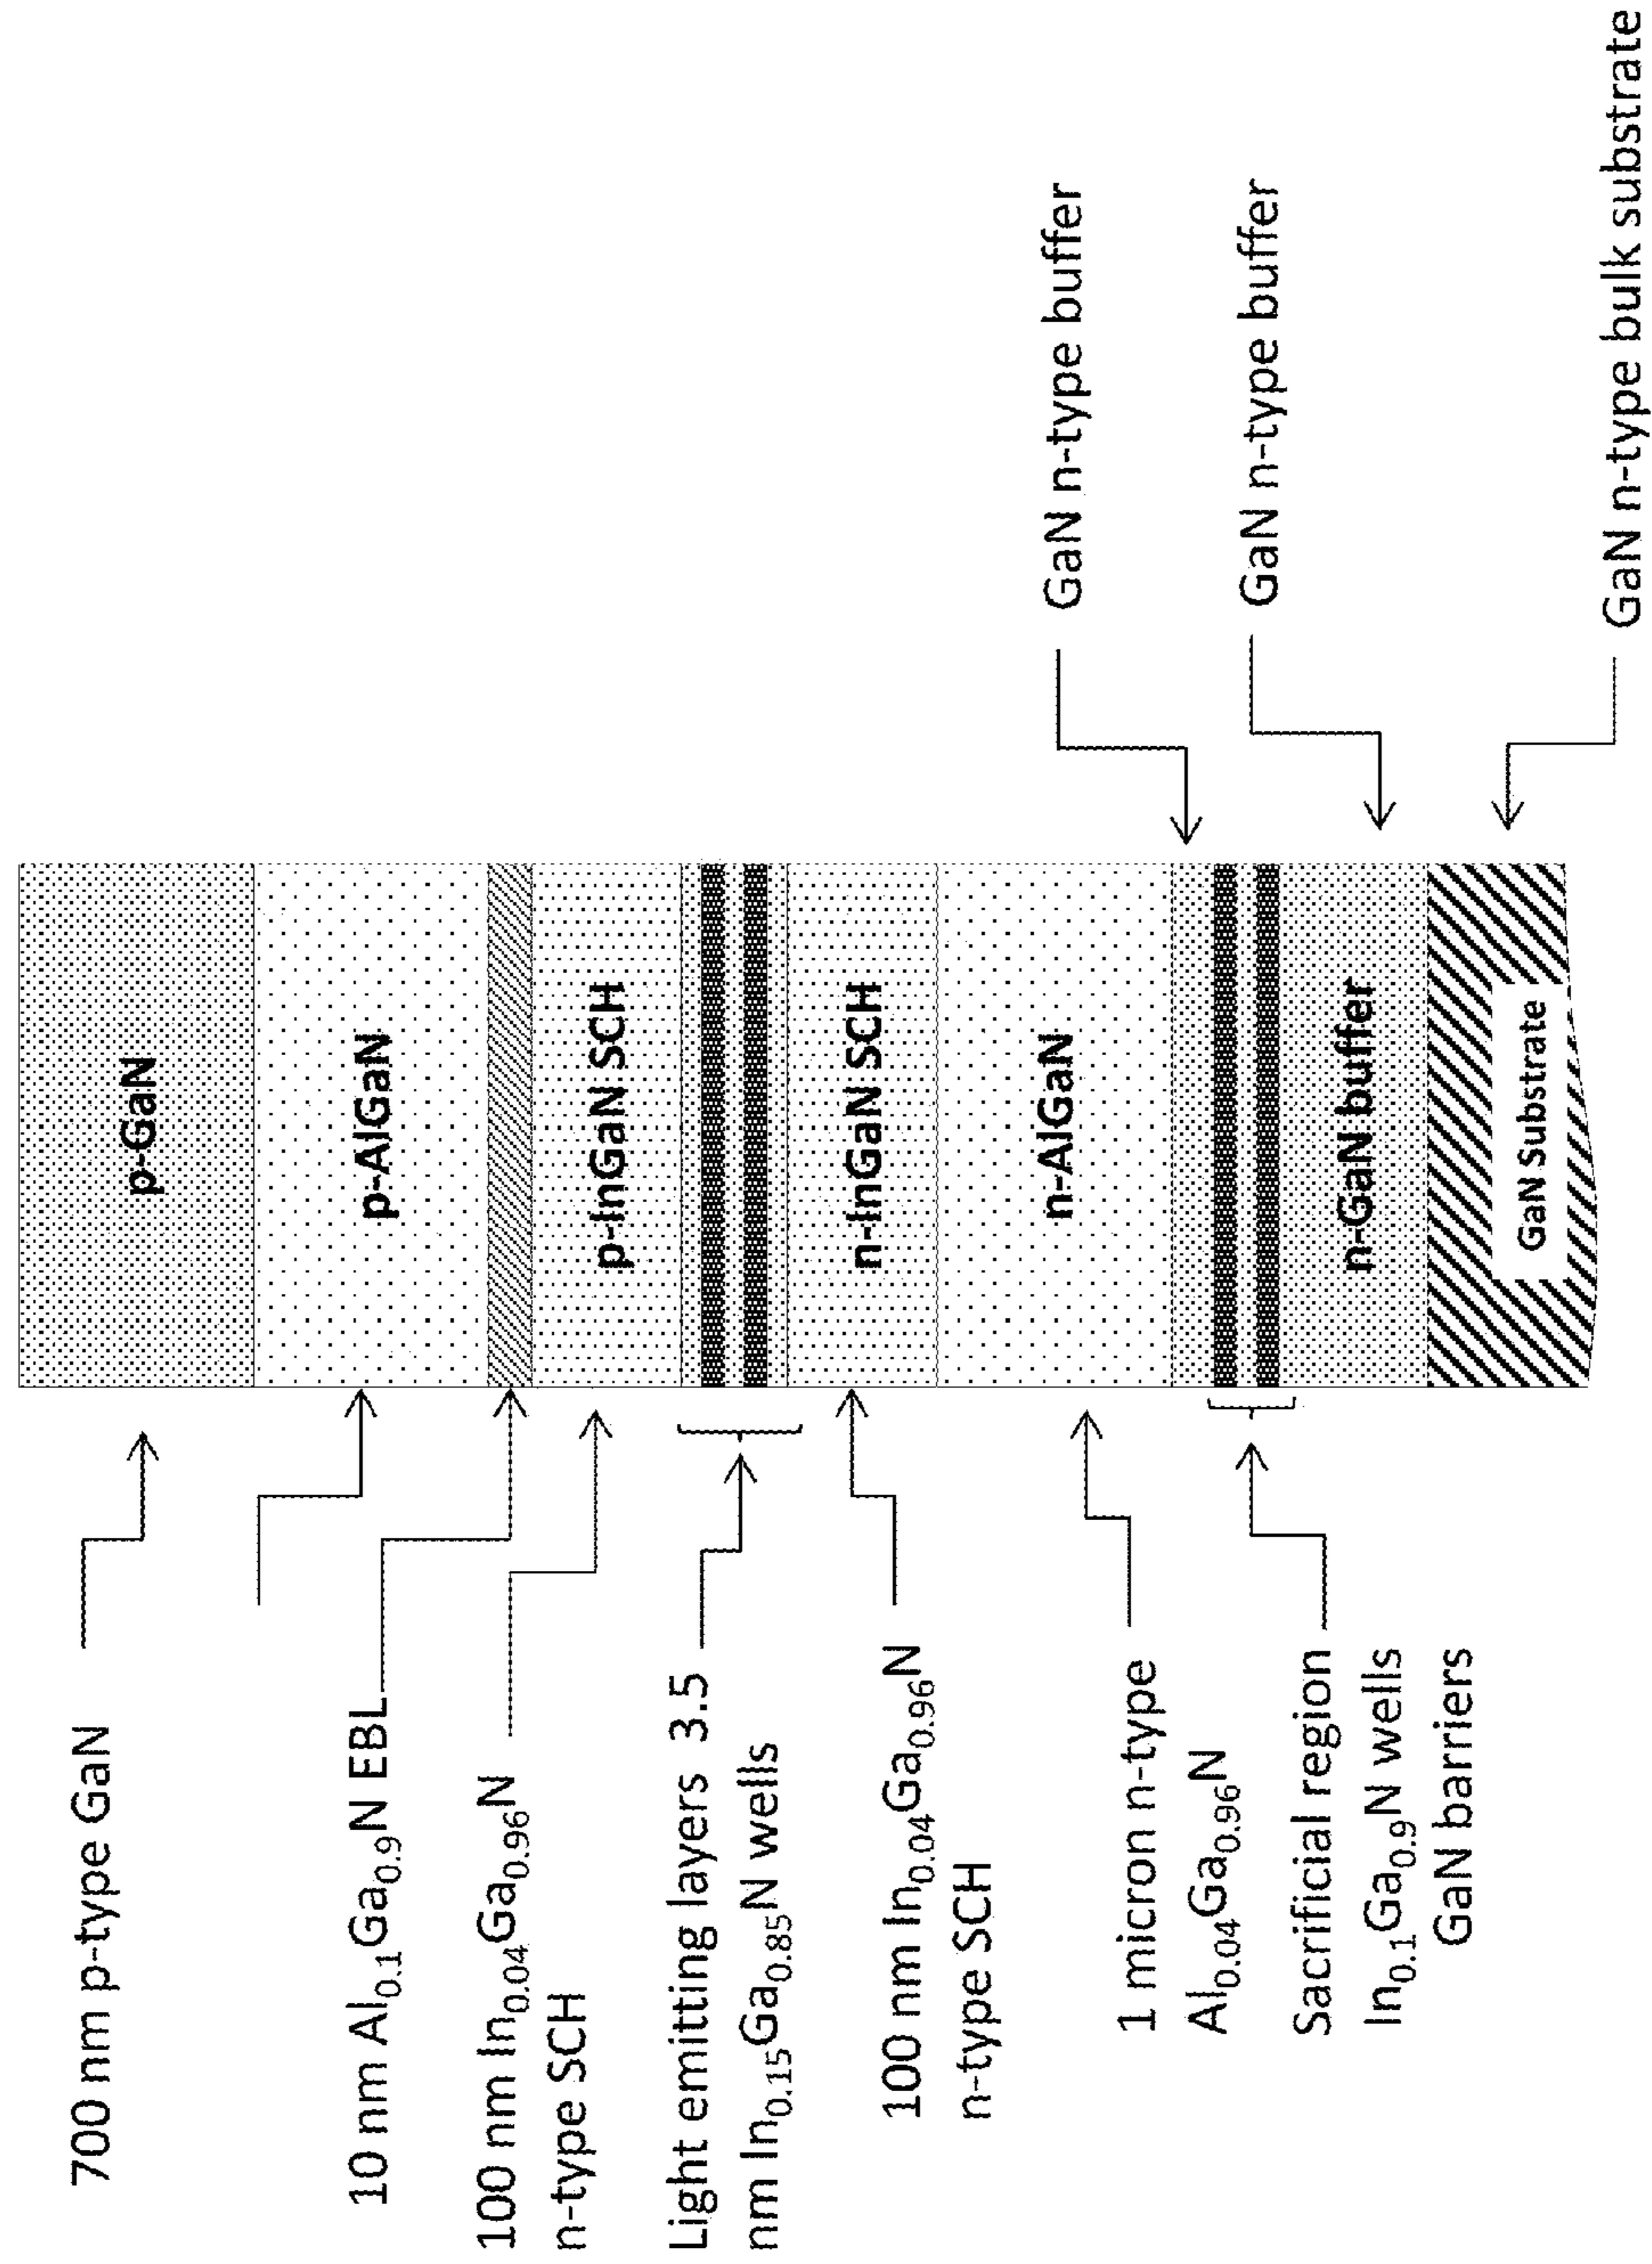 700 nm p-type GaN
10 nm Al0.1Ga0.9N EBL
100 nm In0.04Ga0.96N
n-type SCH
Light emitting layers 3.5
nm In0.15Ga0.85N wells
100 nm In0.04Ga0.96N
n-type SCH
1 micron n-type
Al0.04Ga0.96N
Sacrificial region
In0.1Ga0.9N wells
GaN barriers
p-GaN
p-AlGaN
p-InGaN SCH
n-InGaN SCH
n-AlGaN
n-GaN buffer
GaN Substrate
GaN n-type buffer
GaN n-type buffer
GaN n-type bulk substrate